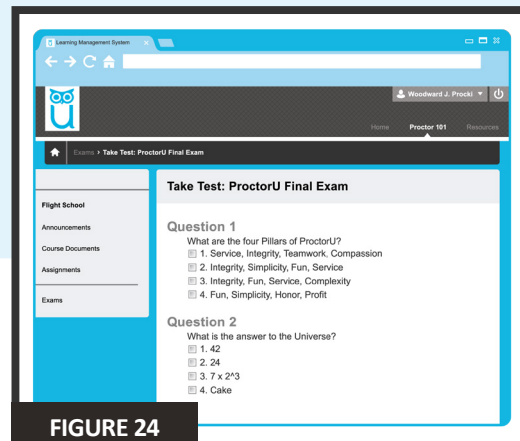 Learning Management System
Woodward J. Procki
Home Proctor 101 Resources
Exams › Take Test: ProctorU Final Exam
Flight School
Announcements
Course Documents
Assignments
Exams
Take Test: ProctorU Final Exam
Question 1
What are the four Pillars of ProctorU?
1. Service, Integrity, Teamwork, Compassion
2. Integrity, Simplicity, Fun, Service
3. Integrity, Fun, Service, Complexity
4. Fun, Simplicity, Honor, Profit
Question 2
What is the answer to the Universe?
1. 42
2. 24
3. 7 x 2^3
4. Cake
FIGURE 24